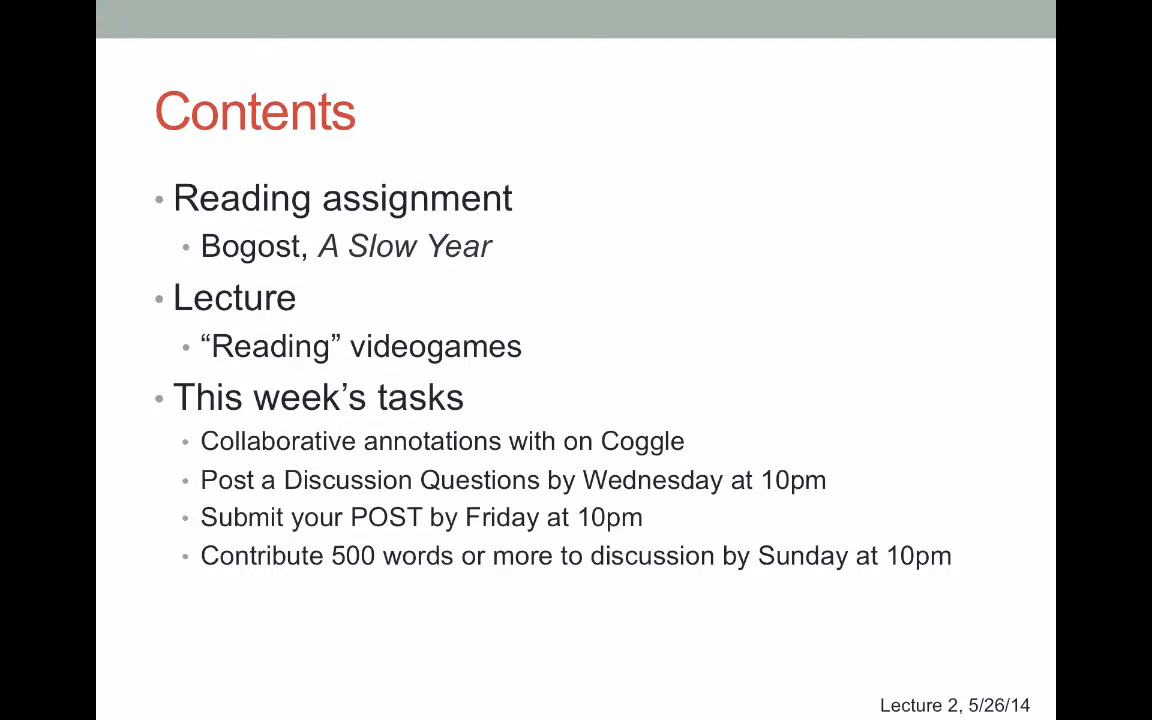 Contents
• Reading assignment
• Bogost, A Slow Year
• Lecture
• “Reading” videogames
• This week’s tasks
• Collaborative annotations with on Coggle
• Post a Discussion Questions by Wednesday at 10pm
• Submit your POST by Friday at 10pm
• Contribute 500 words or more to discussion by Sunday at 10pm
Lecture 2, 5/26/14